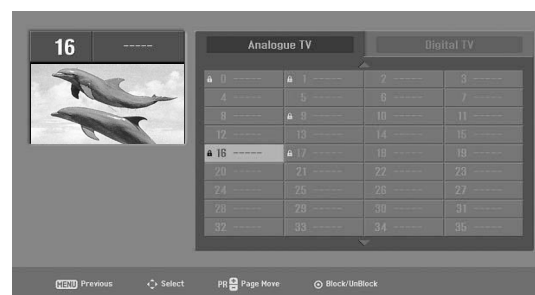 16 -----
Analogue TV Digital TV
0 ----- 1 ----- 2 ----- 3 -----
4 ----- 5 ----- 6 ----- 7 -----
8 ----- 9 ----- 10 ----- 11 -----
12 ----- 13 ----- 14 ----- 15 -----
16 ----- 17 ----- 18 ----- 19 -----
20 ----- 21 ----- 22 ----- 23 -----
24 ----- 25 ----- 26 ----- 27 -----
28 ----- 29 ----- 30 ----- 31 -----
32 ----- 33 ----- 34 ----- 35 -----
MENU Previous Select PR Page Move Block/UnBlock